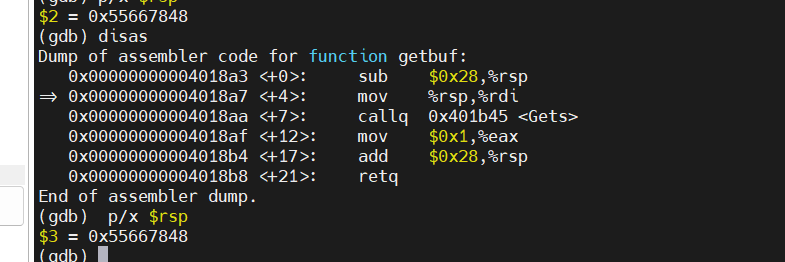 (gdb) p/x $rsp
$2 = 0x55667848
(gdb) disas
Dump of assembler code for function getbuf:
   0x00000000004018a3 <+0>:     sub    $0x28,%rsp
=> 0x00000000004018a7 <+4>:     mov    %rsp,%rdi
   0x00000000004018aa <+7>:     callq  0x401b45 <Gets>
   0x00000000004018af <+12>:    mov    $0x1,%eax
   0x00000000004018b4 <+17>:    add    $0x28,%rsp
   0x00000000004018b8 <+21>:    retq
End of assembler dump.
(gdb)  p/x $rsp
$3 = 0x55667848
(gdb)